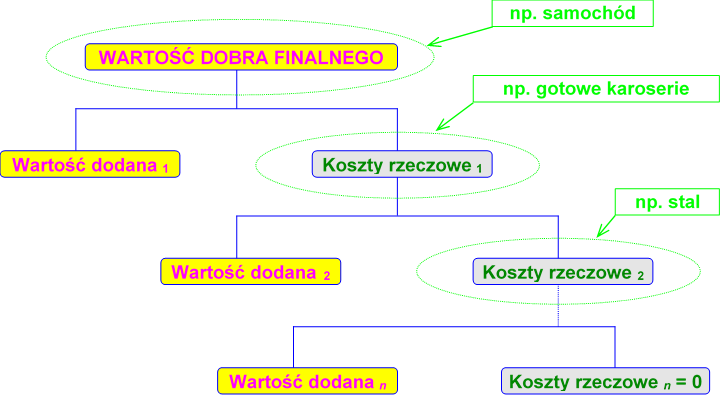 np. samochód
WARTOŚĆ DOBRA FINALNEGO
np. gotowe karoserie
Wartość dodana 1
Koszty rzeczowe 1
np. stal
Wartość dodana 2
Koszty rzeczowe 2
Wartość dodana n
Koszty rzeczowe n = 0